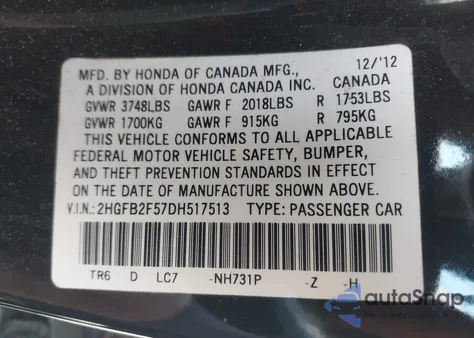 12/'12
MFD. BY HONDA OF CANADA MFG.,
A DIVISION OF HONDA CANADA INC. CANADA
GVWR 3748LBS GAWR F 2018LBS R 1753LBS
GVWR 1700KG GAWR F 915KG R 795KG
THIS VEHICLE CONFORMS TO ALL APPLICABLE
FEDERAL MOTOR VEHICLE SAFETY, BUMPER,
AND THEFT PREVENTION STANDARDS IN EFFECT
ON THE DATE OF MANUFACTURE SHOWN ABOVE.
V.I.N.: 2HGFB2F57DH517513 TYPE: PASSENGER CAR
TR6 D LC7 -NH731P -Z -H
autoSnap